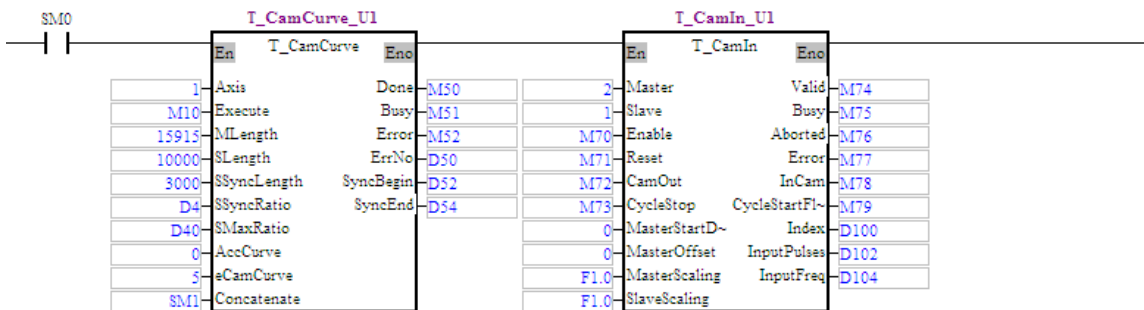 SM0 T_CamCurve_U1 T_CamIn_U1
En T_CamCurve Eno En T_CamIn Eno
1 Axis Done M50 2 Master Valid M74
M10 Execute Busy M51 1 Slave Busy M75
15915 MLength Error M52 M70 Enable Aborted M76
10000 SLength ErrNo D50 M71 Reset Error M77
3000 SSyncLength SyncBegin D52 M72 CamOut InCam M78
D4 SSyncRatio SyncEnd D54 M73 CycleStop CycleStartFl~ M79
D40 SMaxRatio 0 MasterStartD~ Index D100
0 AccCurve 0 MasterOffset InputPulses D102
5 eCamCurve F1.0 MasterScaling InputFreq D104
SM1 Concatenate F1.0 SlaveScaling